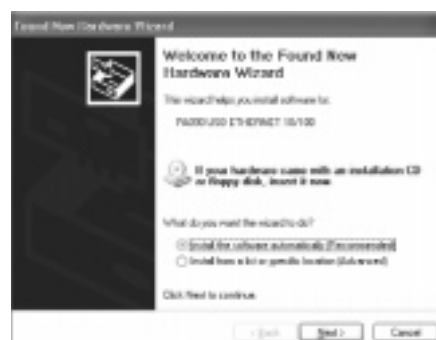 Found New Hardware Wizard
Welcome to the Found New
Hardware Wizard
This wizard helps you install software for:
USB ETHERNET 10/100
If your hardware came with an installation CD
or floppy disk, insert it now.
What do you want the wizard to do?
Install the software automatically (Recommended)
Install from a list or specific location (Advanced)
Click Next to continue.
< Back
Next >
Cancel